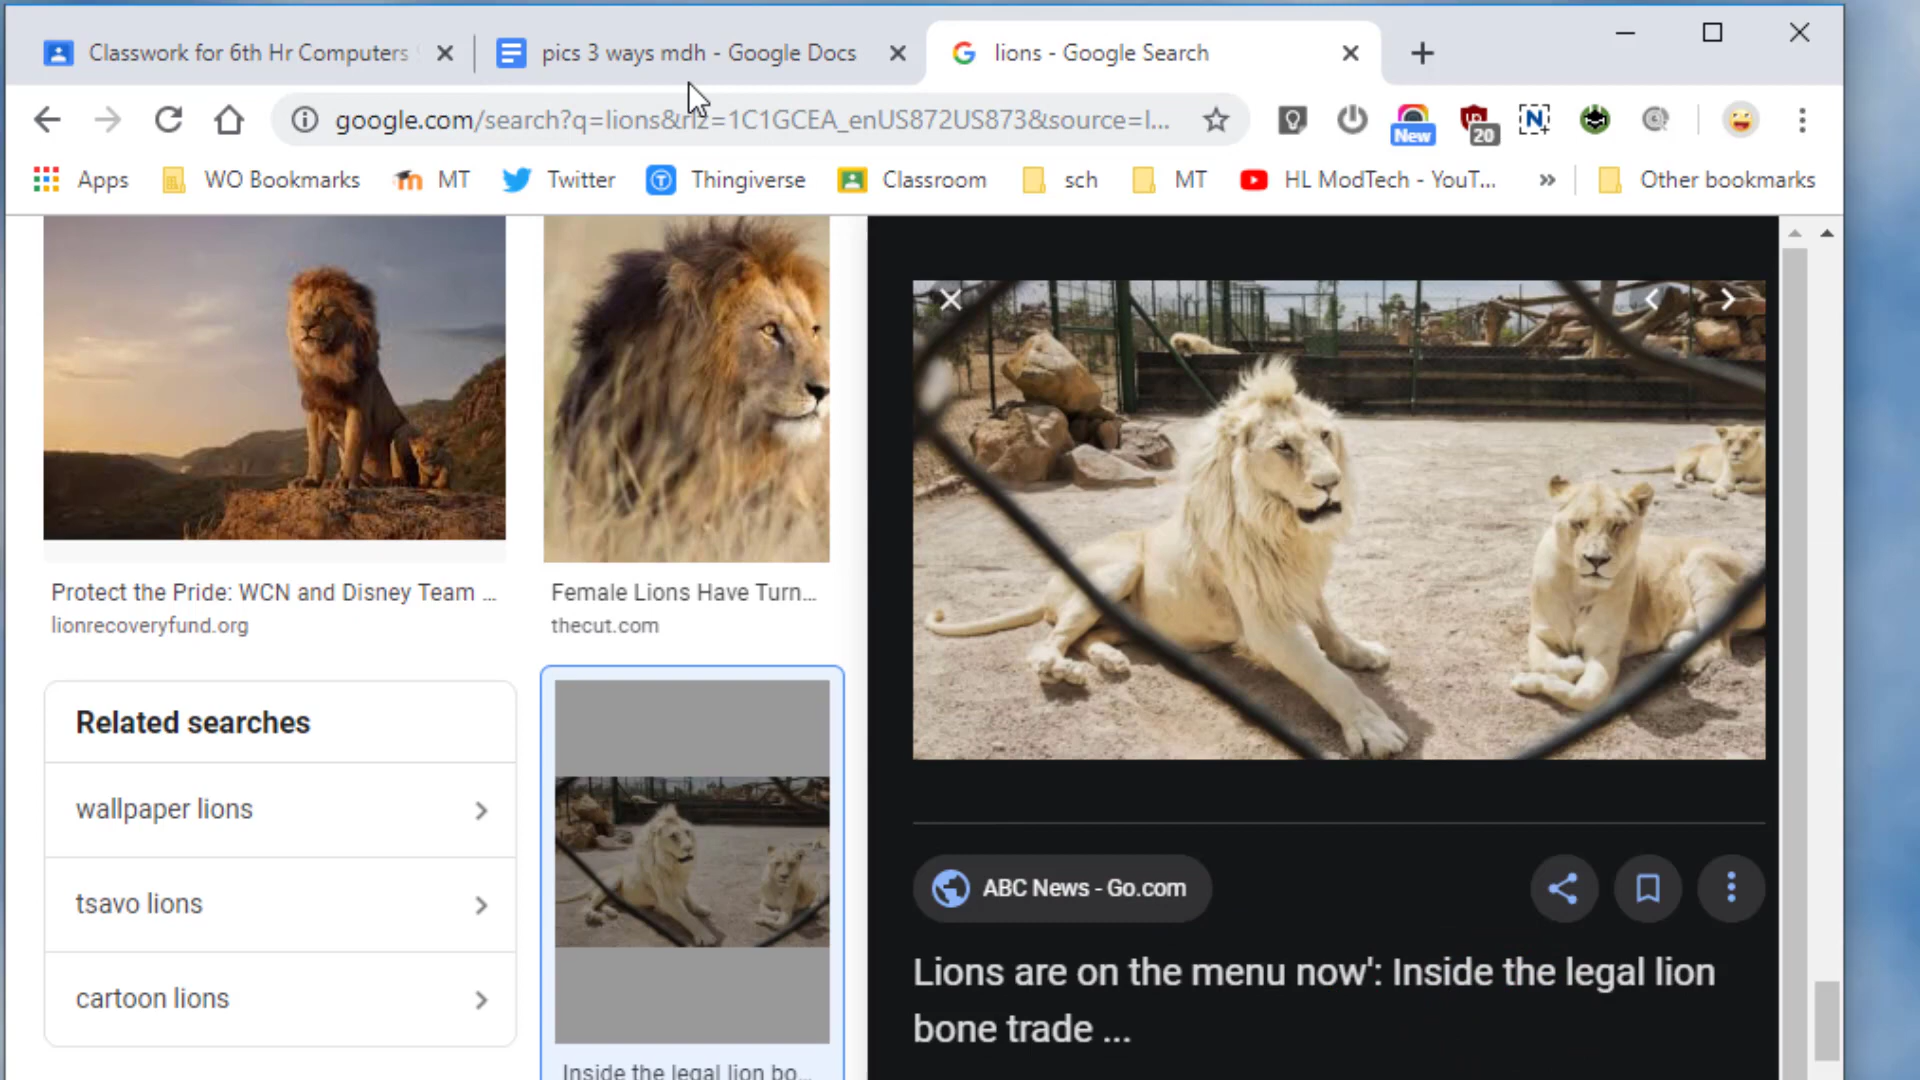 Classwork for 6th Hr Computers
pics 3 ways mdh - Google Docs
lions - Google Search
google.com/search?q=lions&rlz=1C1GCEA_enUS872US873&source=l...
New
20
Apps
WO Bookmarks
MT
Twitter
Thingiverse
Classroom
sch
MT
HL ModTech - YouT...
»
Other bookmarks
Protect the Pride: WCN and Disney Team ...
lionrecoveryfund.org
Female Lions Have Turn...
thecut.com
Related searches
wallpaper lions
tsavo lions
cartoon lions
Inside the legal lion bo...
ABC News - Go.com
Lions are on the menu now': Inside the legal lion
bone trade ...